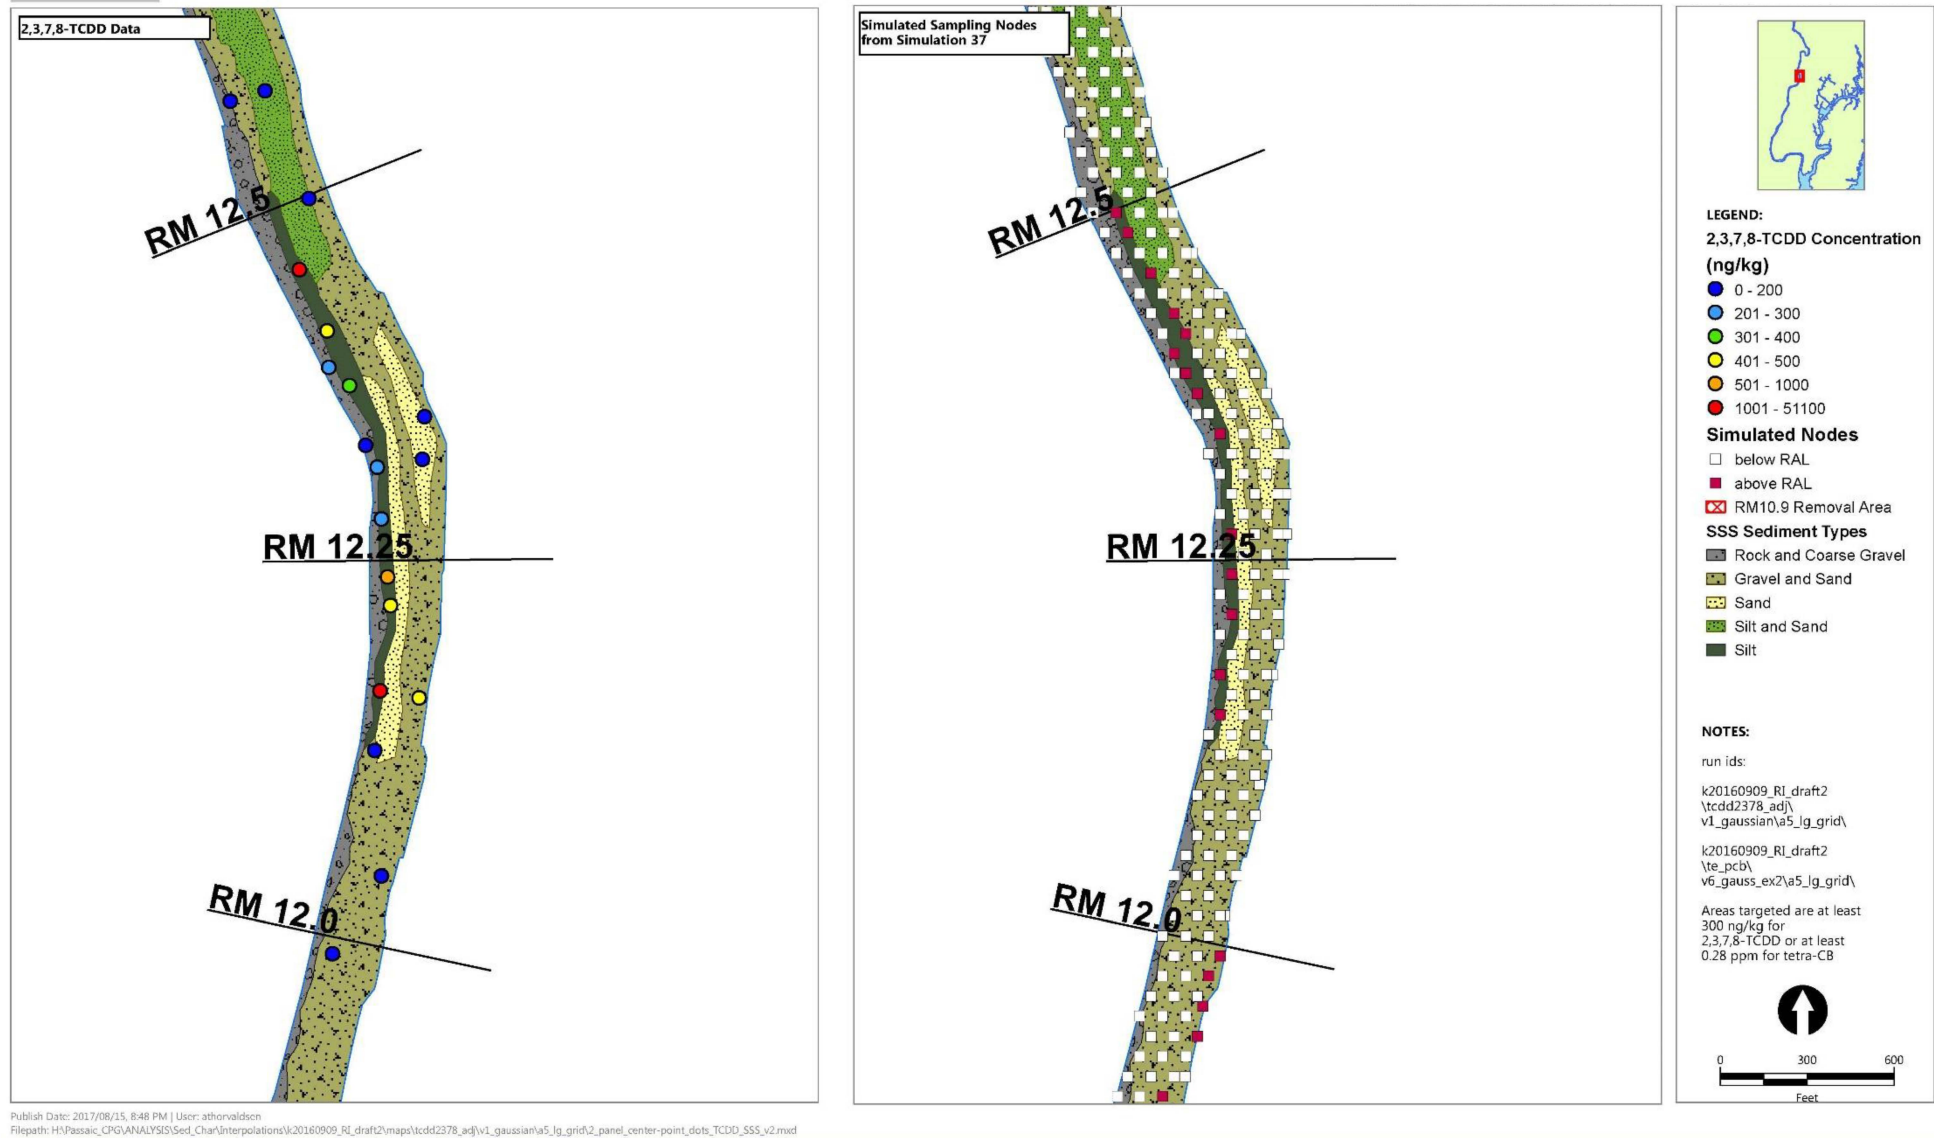 2,3,7,8-TCDD Data
RM 12.5
RM 12.25
RM 12.0
Simulated Sampling Nodes
from Simulation 37
RM 12.5
RM 12.25
RM 12.0
LEGEND:
2,3,7,8-TCDD Concentration
(ng/kg)
0 - 200
201 - 300
301 - 400
401 - 500
501 - 1000
1001 - 51100
Simulated Nodes
below RAL
above RAL
RM10.9 Removal Area
SSS Sediment Types
Rock and Coarse Gravel
Gravel and Sand
Sand
Silt and Sand
Silt
NOTES:
run ids:
k20160909_RI_draft2
\tcdd2378_adj\
v1_gaussian\a5_lg_grid\
k20160909_RI_draft2
\te_pcb\
v6_gauss_ex2\a5_lg_grid\
Areas targeted are at least
300 ng/kg for
2,3,7,8-TCDD or at least
0.28 ppm for tetra-CB
0 300 600
Feet
Publish Date: 2017/08/15, 8:48 PM | User: athorvaldsen
Filepath: H:\Passaic_CPG\ANALYSIS\Sed_Char\Interpolations\k20160909_RI_draft2\maps\tcdd2378_adj\v1_gaussian\a5_lg_grid\2_panel_center-point_dots_TCDD_SSS_v2.mxd